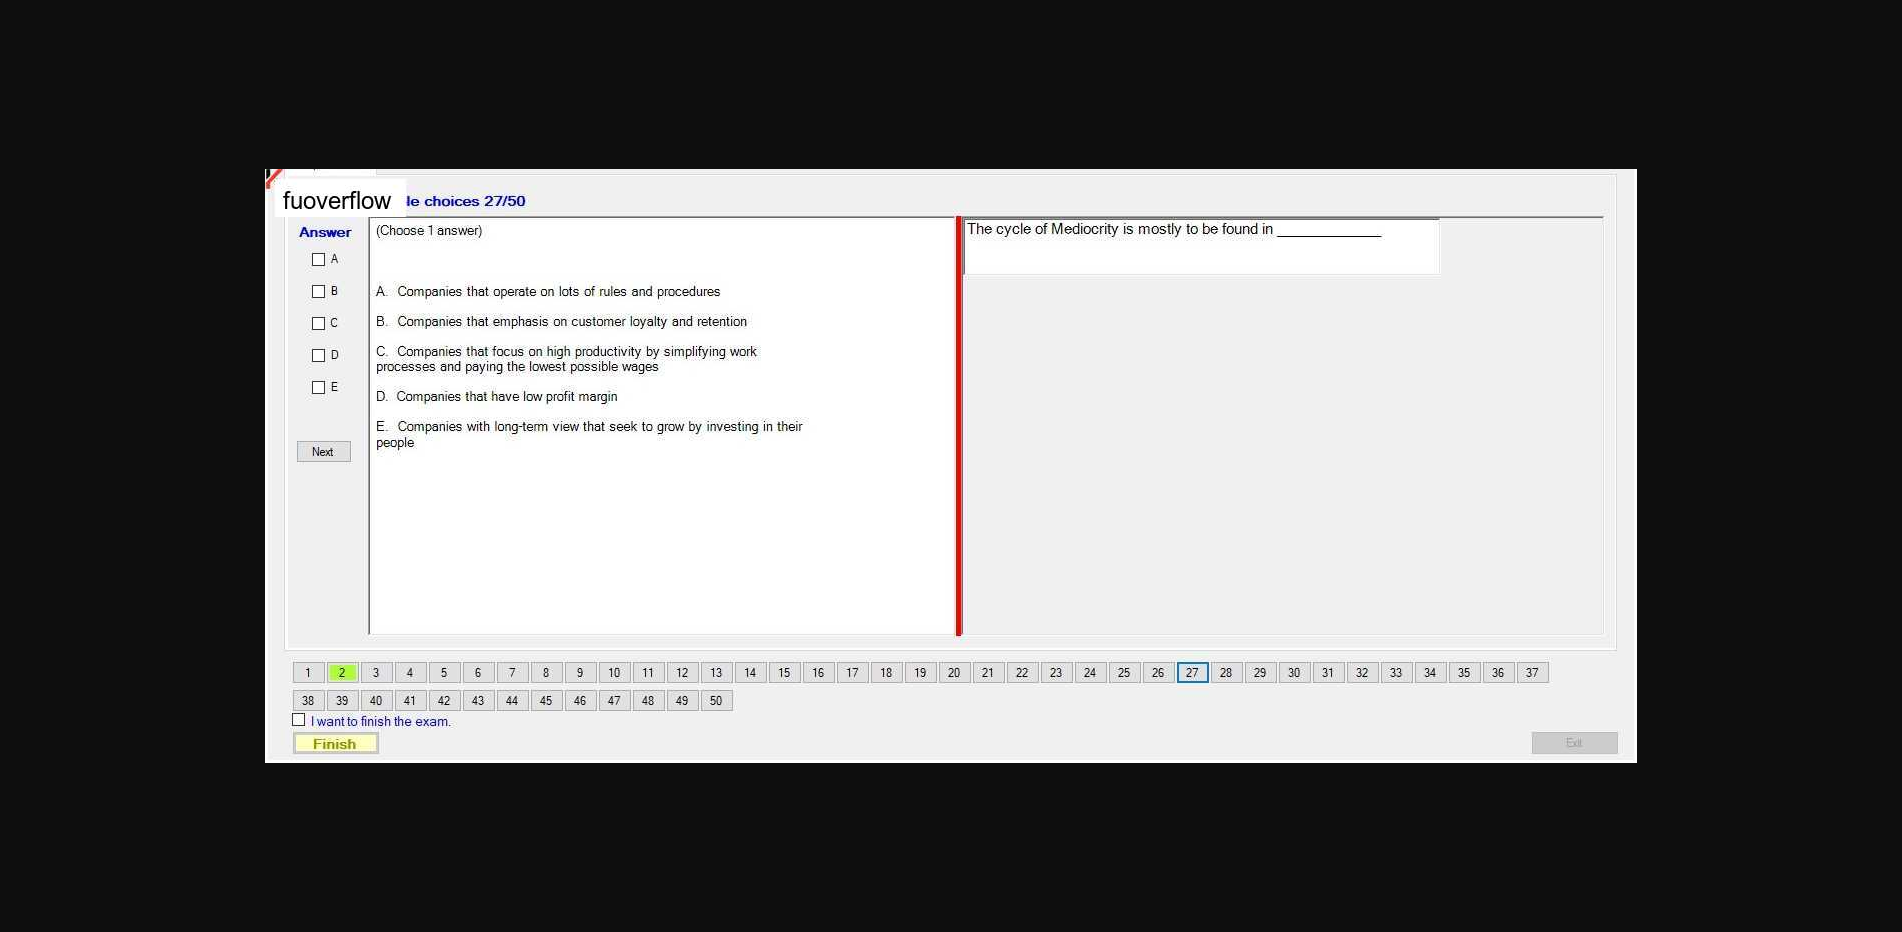 fuoverflow
le choices 27/50
Answer
(Choose 1 answer)
The cycle of Mediocrity is mostly to be found in _____________
A
B
C
D
E
A. Companies that operate on lots of rules and procedures
B. Companies that emphasis on customer loyalty and retention
C. Companies that focus on high productivity by simplifying work
processes and paying the lowest possible wages
D. Companies that have low profit margin
E. Companies with long-term view that seek to grow by investing in their
people
Next
1 2 3 4 5 6 7 8 9 10 11 12 13 14 15 16 17 18 19 20 21 22 23 24 25 26 27 28 29 30 31 32 33 34 35 36 37
38 39 40 41 42 43 44 45 46 47 48 49 50
I want to finish the exam.
Finish
Exit